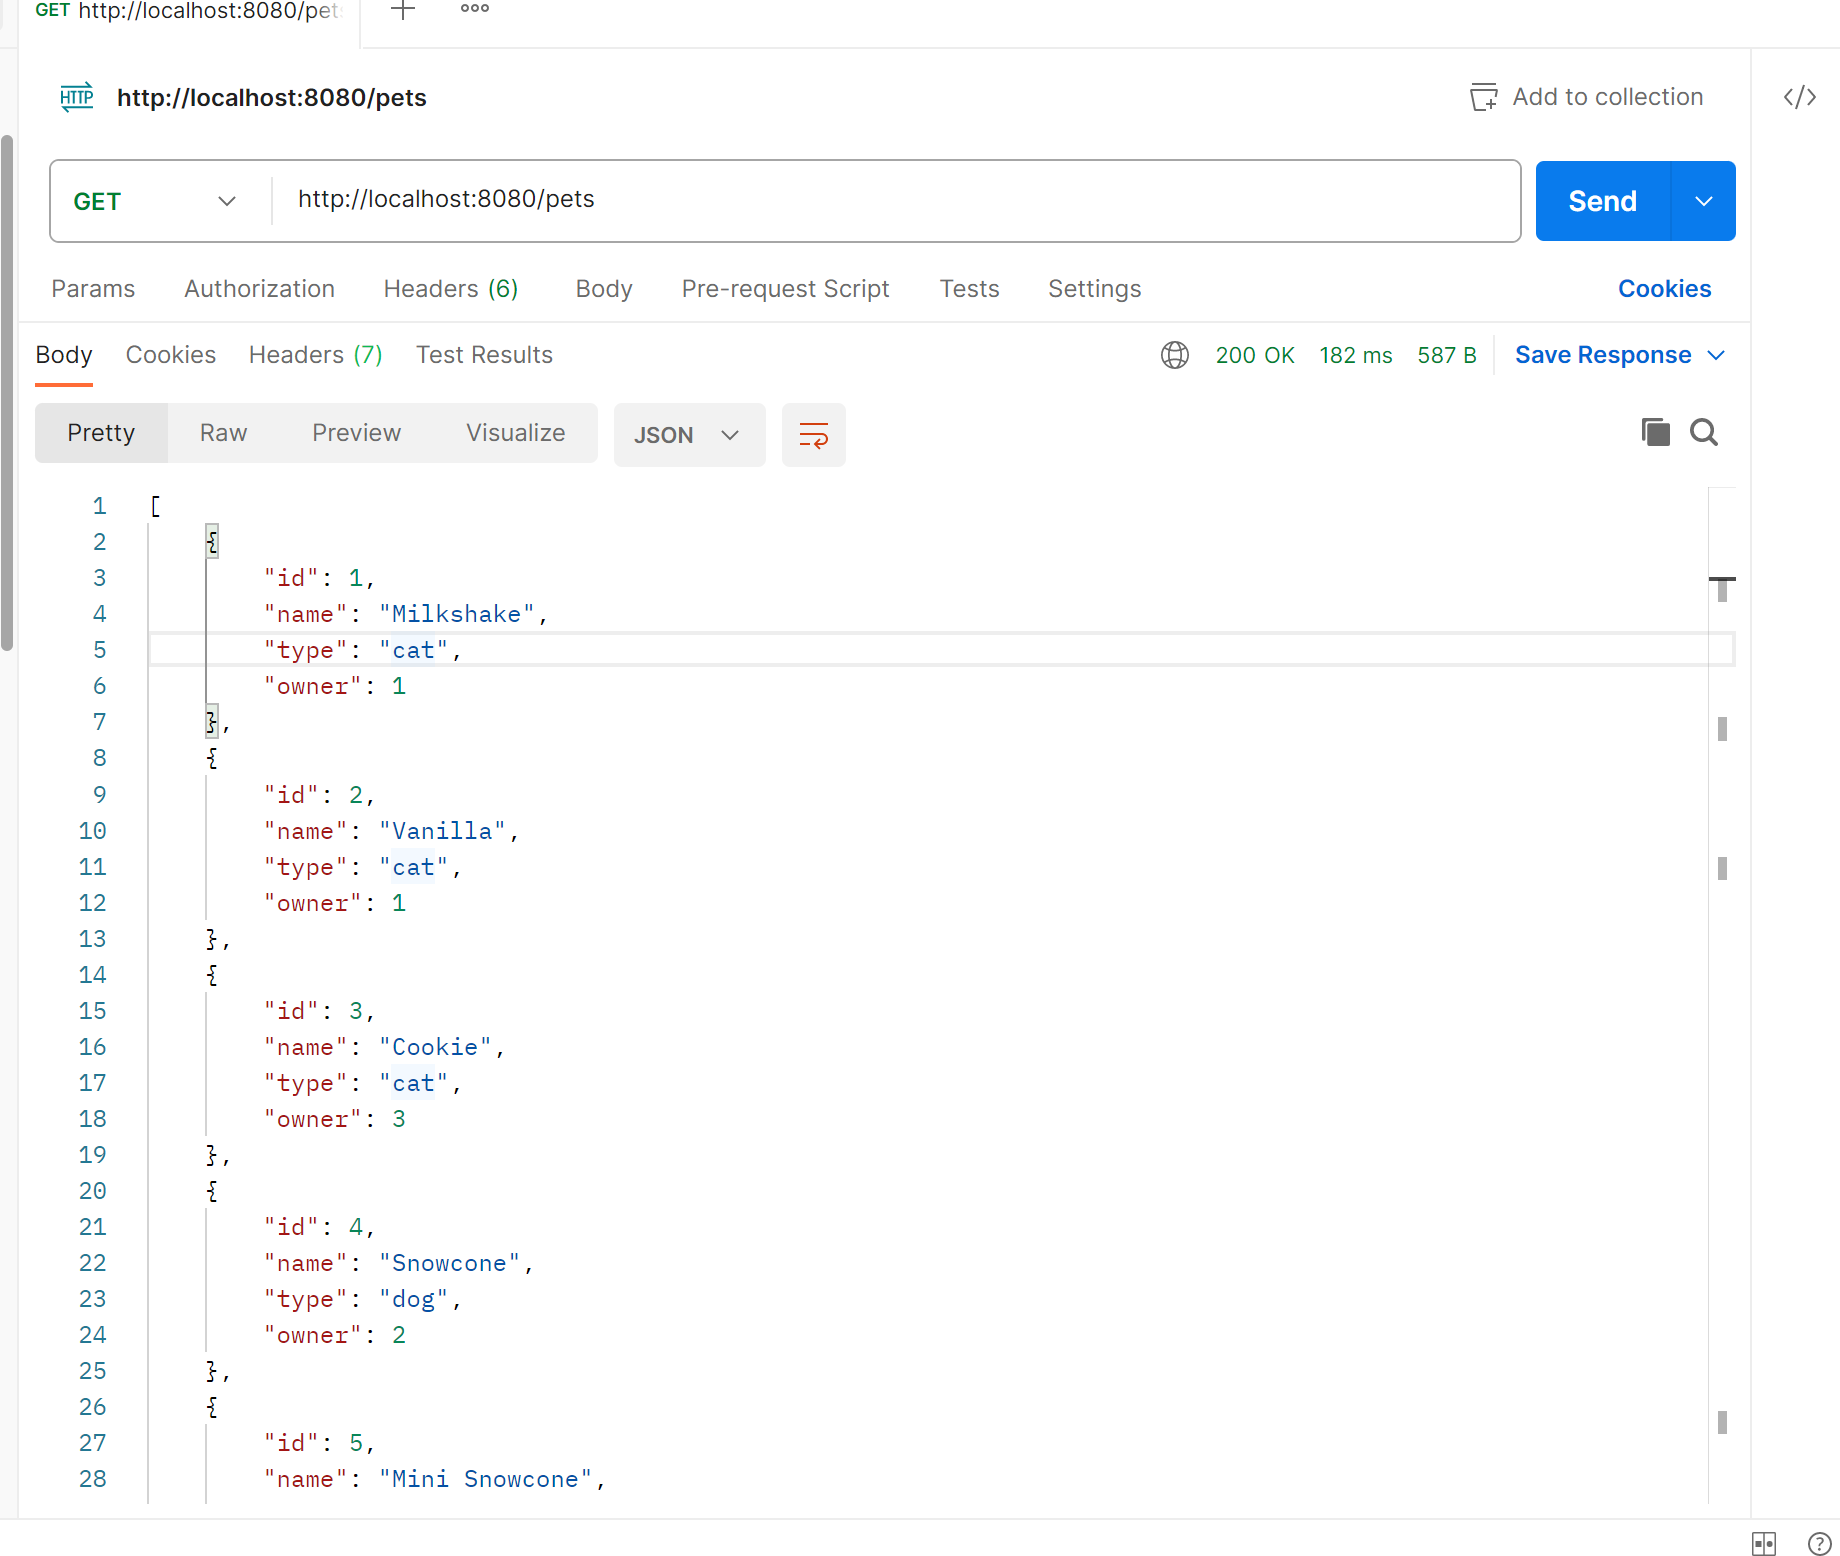 GET http://localhost:8080/pets
HTTP http://localhost:8080/pets
Add to collection
GET http://localhost:8080/pets
Send
Params Authorization Headers (6) Body Pre-request Script Tests Settings Cookies
Body Cookies Headers (7) Test Results 200 OK 182 ms 587 B Save Response
Pretty Raw Preview Visualize JSON
1 [
2 {
3 "id": 1,
4 "name": "Milkshake",
5 "type": "cat",
6 "owner": 1
7 },
8 {
9 "id": 2,
10 "name": "Vanilla",
11 "type": "cat",
12 "owner": 1
13 },
14 {
15 "id": 3,
16 "name": "Cookie",
17 "type": "cat",
18 "owner": 3
19 },
20 {
21 "id": 4,
22 "name": "Snowcone",
23 "type": "dog",
24 "owner": 2
25 },
26 {
27 "id": 5,
28 "name": "Mini Snowcone",